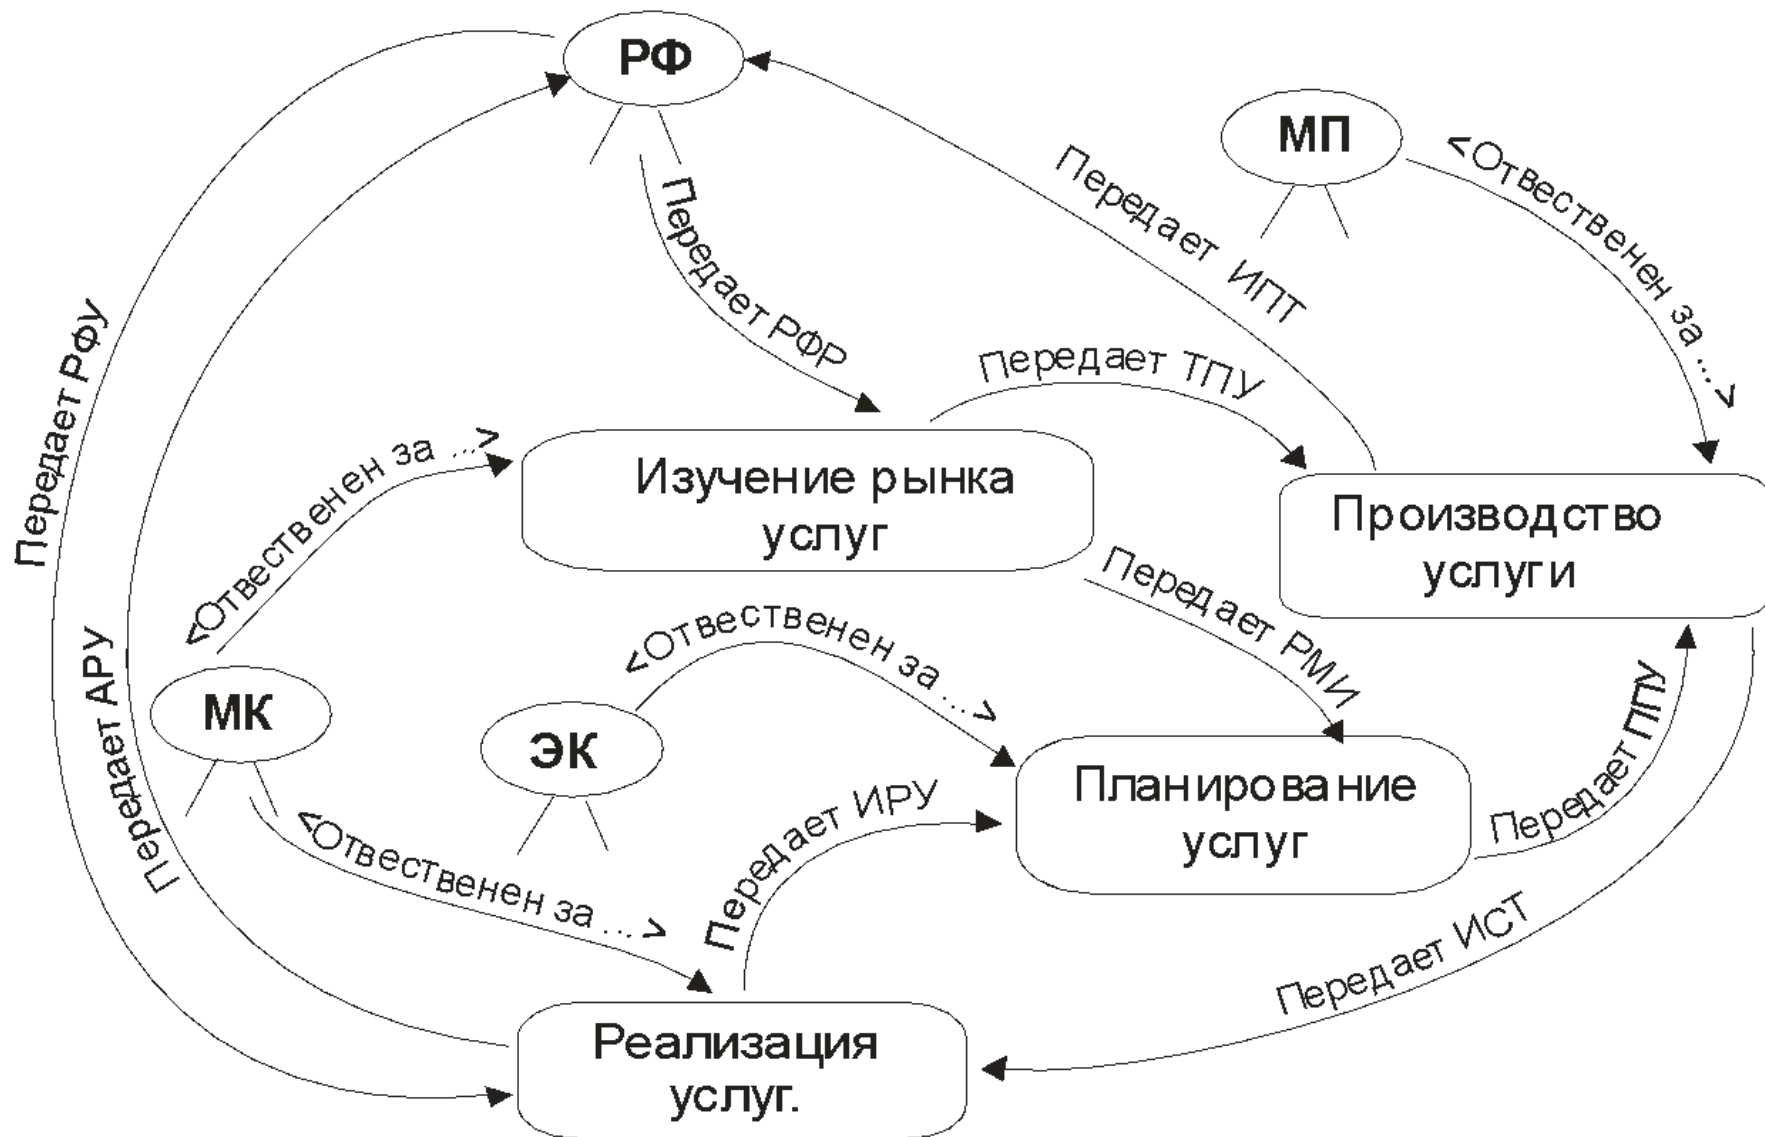 РФ
МП
<Отвественен за ...>
Передает ИПТ
Передает РФР
Передает ТПУ
Передает РФУ
<Отвественен за ...>
Изучение рынка
услуг
Производство
услуги
Передает РМИ
<Отвественен за ...>
Передает АРУ
МК
ЭК
Передает ППУ
Планирование
услуг
Передает ИРУ
<Отвественен за ...>
Передает ИСТ
Реализация
услуг.